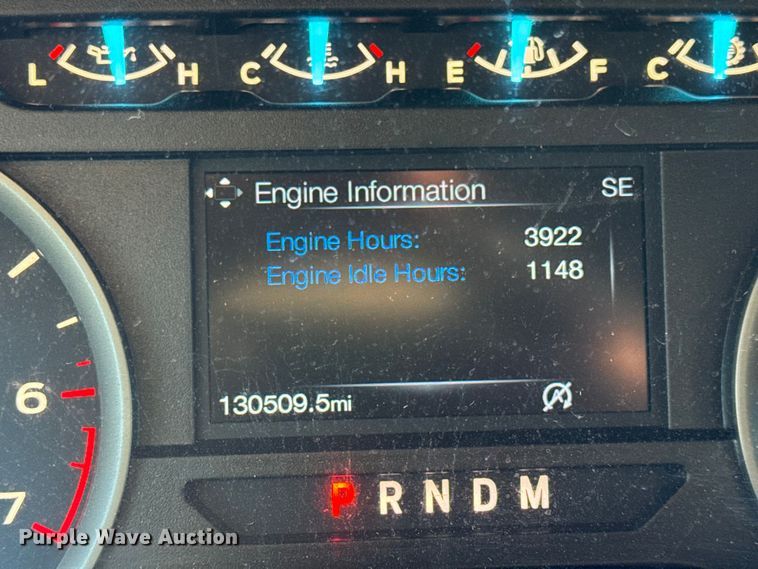 L H C H E F C
Engine Information SE
Engine Hours: 3922
Engine Idle Hours: 1148
130509.5mi
6
7
P R N D M
Purple Wave Auction